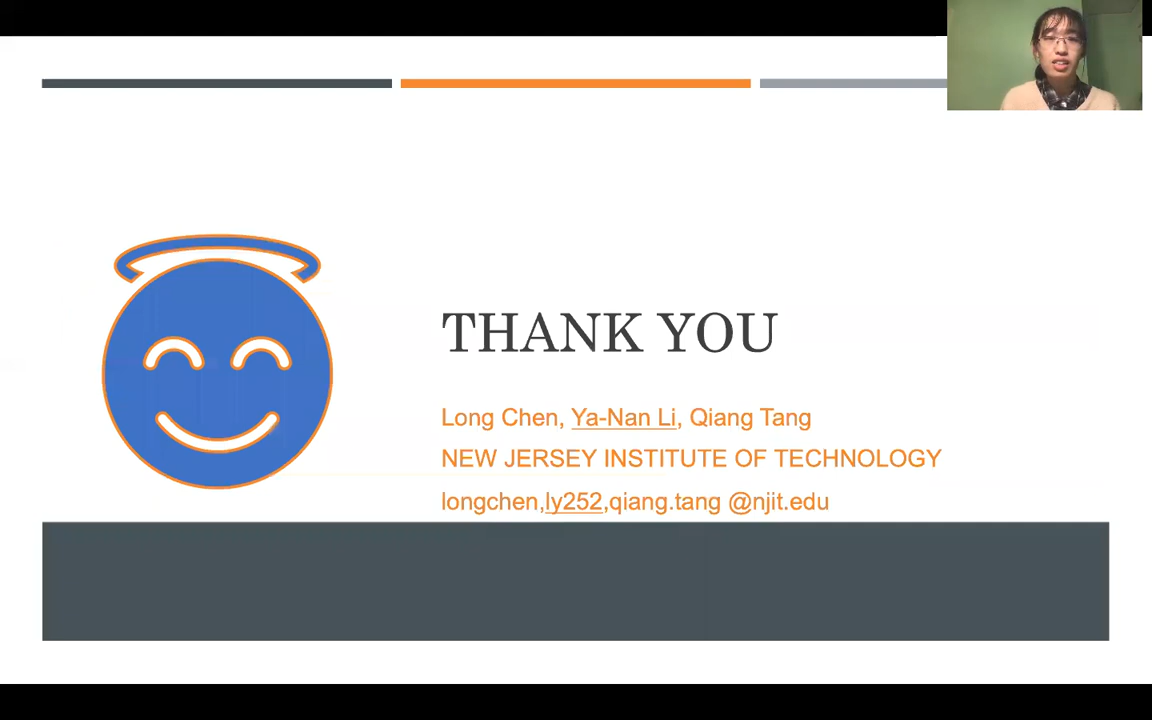 THANK YOU
Long Chen, Ya-Nan Li, Qiang Tang
NEW JERSEY INSTITUTE OF TECHNOLOGY
longchen,ly252,qiang.tang @njit.edu